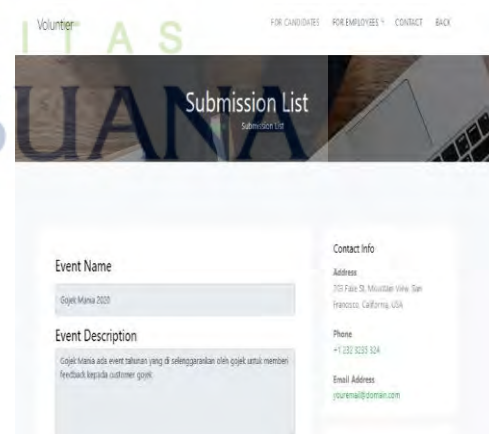 Voluntier
FOR CANDIDATES FOR EMPLOYEES CONTACT BACK
ITAS
UANA
Submission List
Submission List
Event Name
Gojek Mania 2020
Event Description
Gojek Mania ada event tahunan yang di selenggarakan oleh gojek untuk memberi
feedback kepada customer gojek
Contact Info
Address
203 Fake St. Mountain View, San
Francisco, California, USA
Phone
+1 232 3235 324
Email Address
youremail@domain.com